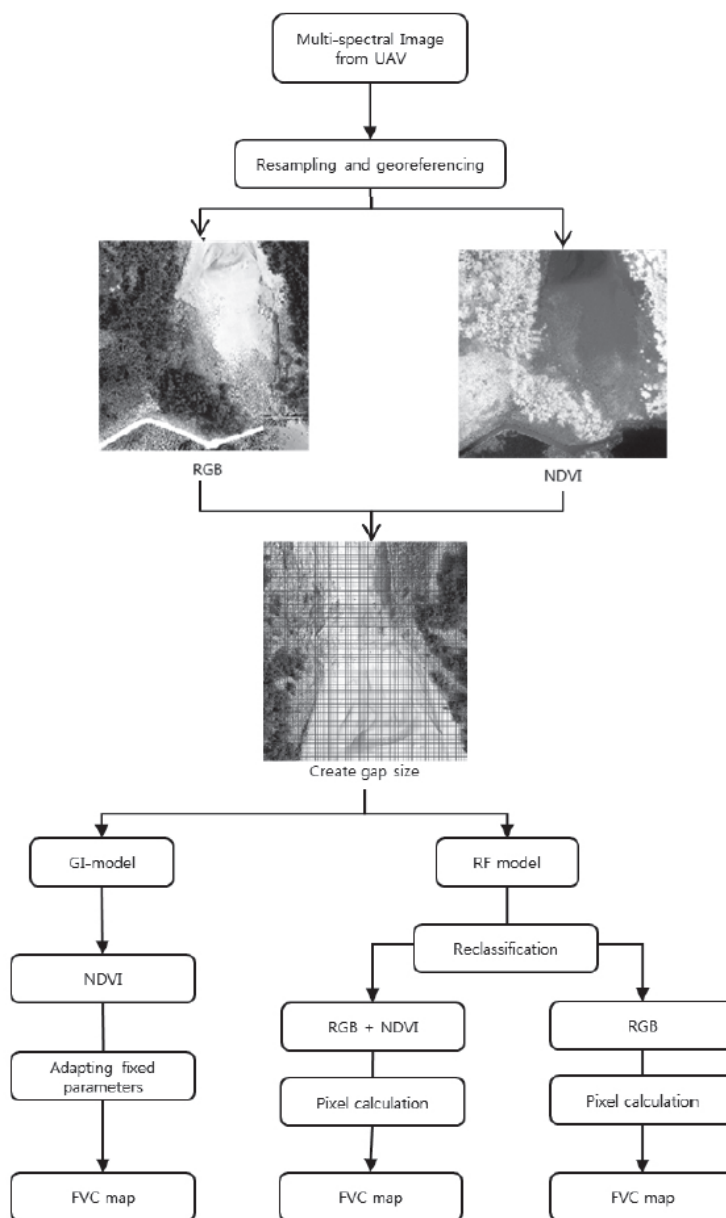 Multi-spectral Image
from UAV
Resampling and georeferencing
RGB
NDVI
Create gap size
GI-model
RF model
Reclassification
NDVI
RGB + NDVI
RGB
Adapting fixed
parameters
Pixel calculation
Pixel calculation
FVC map
FVC map
FVC map